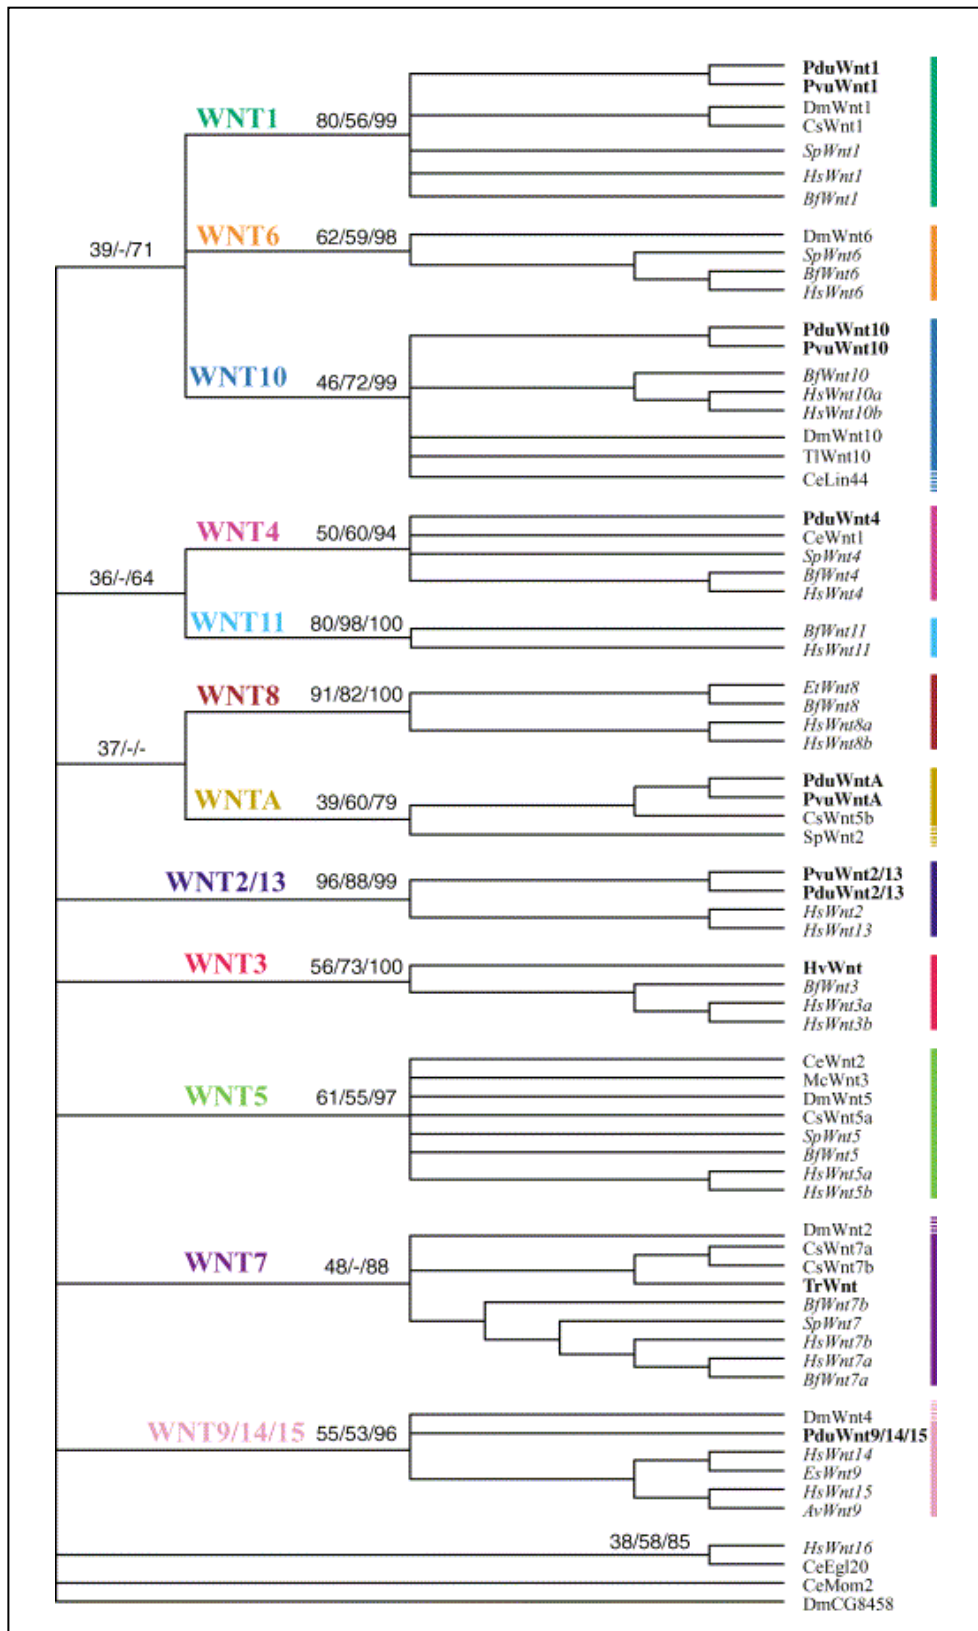 PduWnt1
PvuWnt1
WNT1 80/56/99 DmWnt1
CsWnt1
SpWnt1
HsWnt1
BfWnt1
39/-/71 WNT6 62/59/98 DmWnt6
SpWnt6
BfWnt6
HsWnt6
PduWnt10
PvuWnt10
WNT10 46/72/99 BfWnt10
HsWnt10a
HsWnt10b
DmWnt10
TlWnt10
CeLin44
WNT4 50/60/94 PduWnt4
CeWnt1
SpWnt4
36/-/64 BfWnt4
HsWnt4
WNT11 80/98/100 BfWnt11
HsWnt11
WNT8 91/82/100 EtWnt8
BfWnt8
HsWnt8a
37/-/- HsWnt8b
PduWntA
WNTA 39/60/79 PvuWntA
CsWnt5b
SpWnt2
WNT2/13 96/88/99 PvuWnt2/13
PduWnt2/13
HsWnt2
HsWnt13
WNT3 56/73/100 HvWnt
BfWnt3
HsWnt3a
HsWnt3b
CeWnt2
McWnt3
WNT5 61/55/97 DmWnt5
CsWnt5a
SpWnt5
BfWnt5
HsWnt5a
HsWnt5b
DmWnt2
CsWnt7a
WNT7 48/-/88 CsWnt7b
TrWnt
BfWnt7b
SpWnt7
HsWnt7b
HsWnt7a
BfWnt7a
DmWnt4
WNT9/14/15 55/53/96 PduWnt9/14/15
HsWnt14
EsWnt9
HsWnt15
AvWnt9
38/58/85 HsWnt16
CeEgl20
CeMom2
DmCG8458